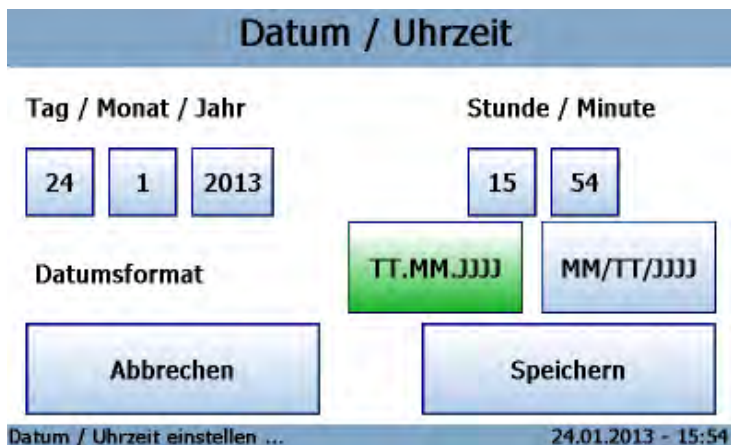 Datum / Uhrzeit
Tag / Monat / Jahr Stunde / Minute
24 1 2013 15 54
Datumsformat TT.MM.JJJJ MM/TT/JJJJ
Abbrechen Speichern
Datum / Uhrzeit einstellen ... 24.01.2013 - 15:54